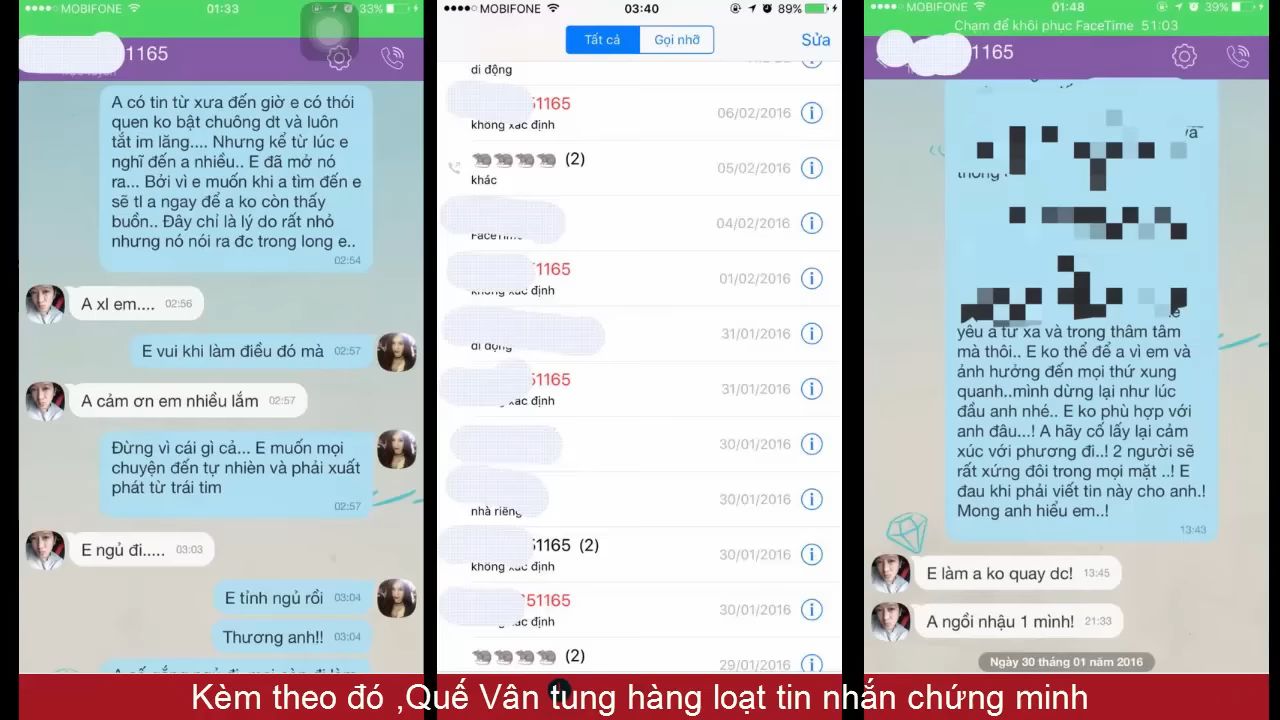 MOBIFONE 01:33 33%
1165
A có tin từ xưa đến giờ e có thói
quen ko bật chuông dt và luôn
tắt im lăng.... Nhưng kể từ lúc e
nghĩ đến a nhiều.. E đã mở nó
ra... Bởi vì e muốn khi a tìm đến e
sẽ tl a ngay để a ko còn thấy
buồn.. Đây chỉ là lý do rất nhỏ
nhưng nó nói ra đc trong long e..
02:54
A xl em.... 02:56
E vui khi làm điều đó mà 02:57
A cảm ơn em nhiều lắm 02:57
Đừng vì cái gì cả... E muốn mọi
chuyện đến tự nhiên và phải xuất
phát từ trái tim
02:57
E ngủ đi..... 03:03
E tỉnh ngủ rồi 03:04
Thương anh!! 03:04
MOBIFONE 03:40 89%
Tất cả Gọi nhỡ Sửa
di động
51165 06/02/2016
không xác định
(2) 05/02/2016
khác
04/02/2016
FaceTime
51165 01/02/2016
không xác định
31/01/2016
di động
51165 31/01/2016
xác định
30/01/2016
30/01/2016
nhà riêng
51165 (2) 30/01/2016
không xác định
51165 30/01/2016
không xác định
(2) 29/01/2016
MOBIFONE 01:48 39%
Chạm để khôi phục FaceTime 51:03
1165
yêu a từ xa và trong thâm tâm
mà thôi.. E ko thể để a vì em và
ảnh hưởng đến mọi thứ xung
quanh..mình dừng lại như lúc
đầu anh nhé.. E ko phù hợp với
anh đâu...! A hãy cố lấy lại cảm
xúc với phương đi..! 2 người sẽ
rất xứng đôi trong mọi mặt ..! E
đau khi phải viết tin này cho anh.!
Mong anh hiểu em..!
13:43
E làm a ko quay dc! 13:45
A ngồi nhậu 1 mình! 21:33
Ngày 30 tháng 01 năm 2016
Kèm theo đó ,Quế Vân tung hàng loạt tin nhắn chứng minh